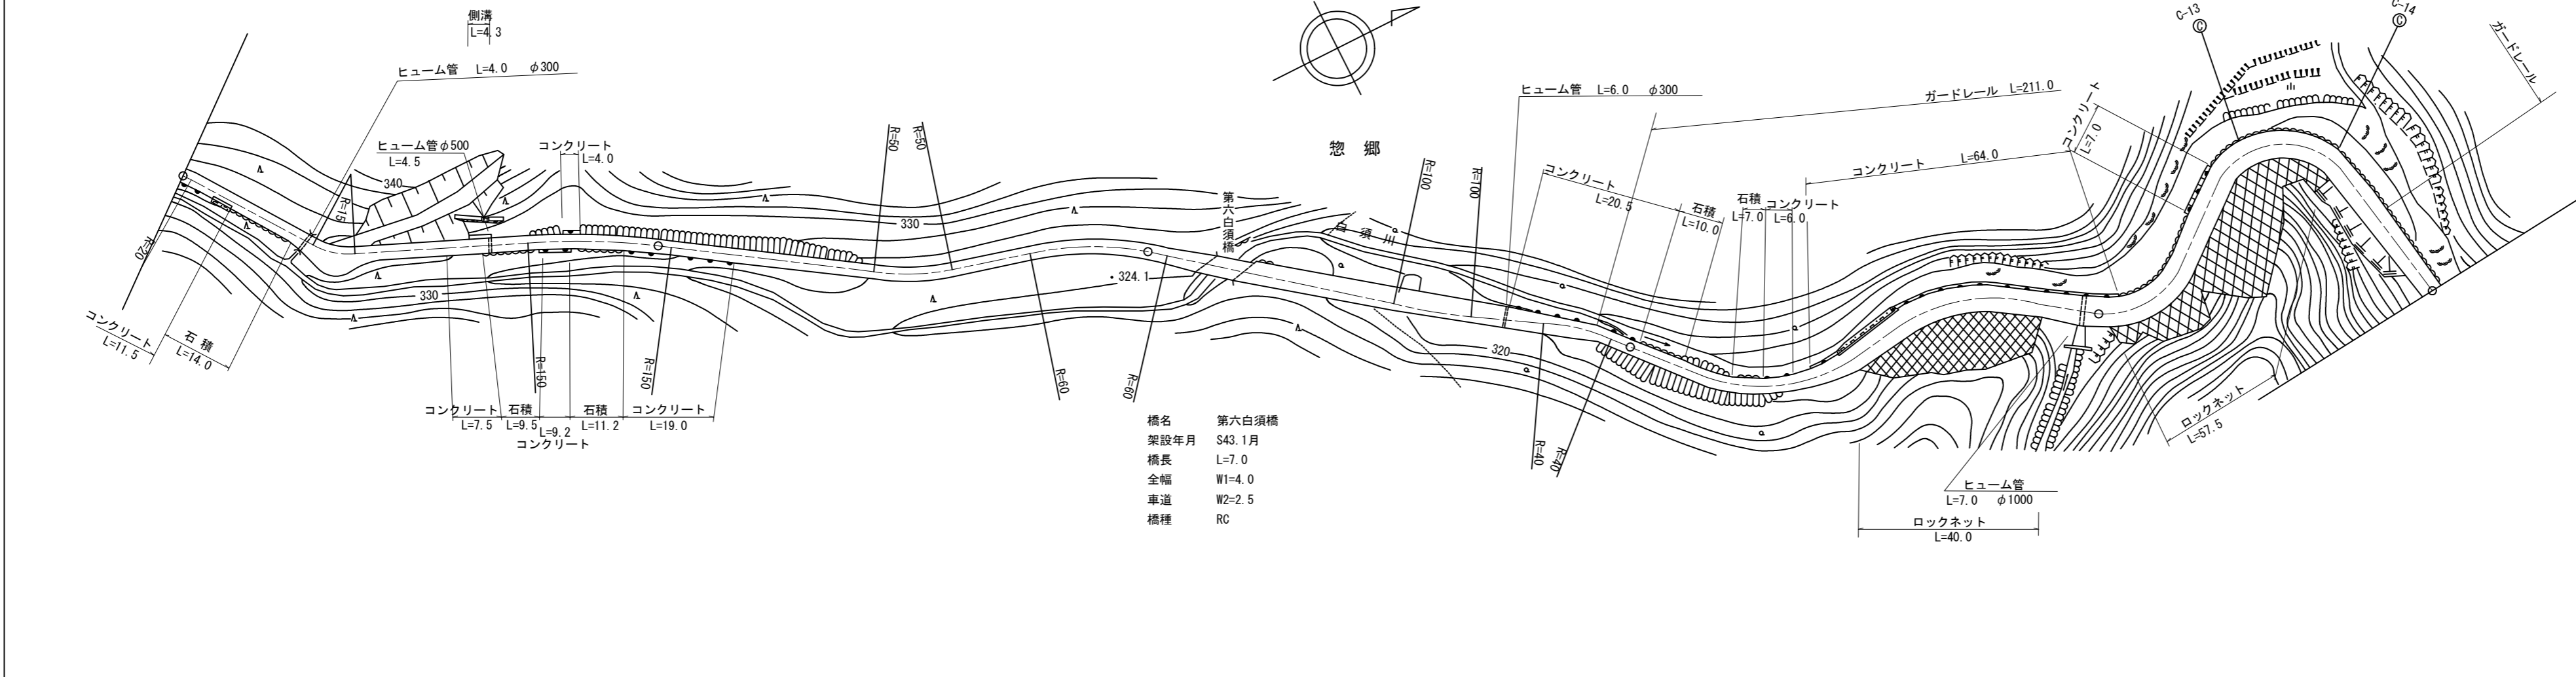 側溝
L=4.3
ヒューム管 L=4.0 φ300
ヒューム管φ500
L=4.5
コンクリート
L=4.0
340
R=15
R=20
330
330
コンクリート
L=11.5
石積
L=14.0
R=50
R=50
R=150
R=150
コンクリート
L=7.5
石積
L=9.5
L=9.2
コンクリート
石積
L=11.2
コンクリート
L=19.0
324.1
R=60
R=60
第六白須橋
惣郷
白須川
R=100
R=100
ヒューム管 L=6.0 φ300
ガードレール L=211.0
コンクリート
L=20.5
石積
L=10.0
石積
L=7.0
コンクリート
L=6.0
コンクリート L=64.0
コンクリート
L=7.0
C-13
C
C-14
C
ガードレール
320
R=40
R=40
橋名 第六白須橋
架設年月 S43.1月
橋長 L=7.0
全幅 W1=4.0
車道 W2=2.5
橋種 RC
ロックネット
L=57.5
ヒューム管
L=7.0 φ1000
ロックネット
L=40.0